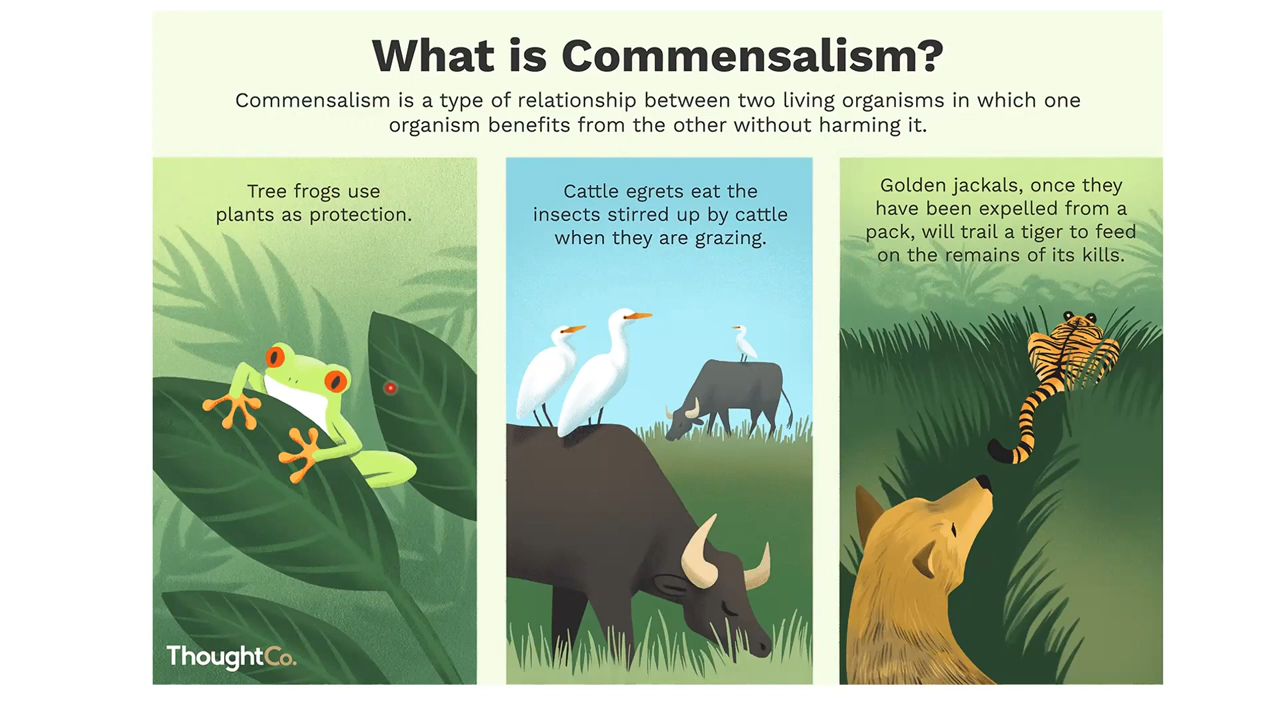 What is Commensalism?
Commensalism is a type of relationship between two living organisms in which one
organism benefits from the other without harming it.
Tree frogs use
plants as protection.
Cattle egrets eat the
insects stirred up by cattle
when they are grazing.
Golden jackals, once they
have been expelled from a
pack, will trail a tiger to feed
on the remains of its kills.
ThoughtCo.